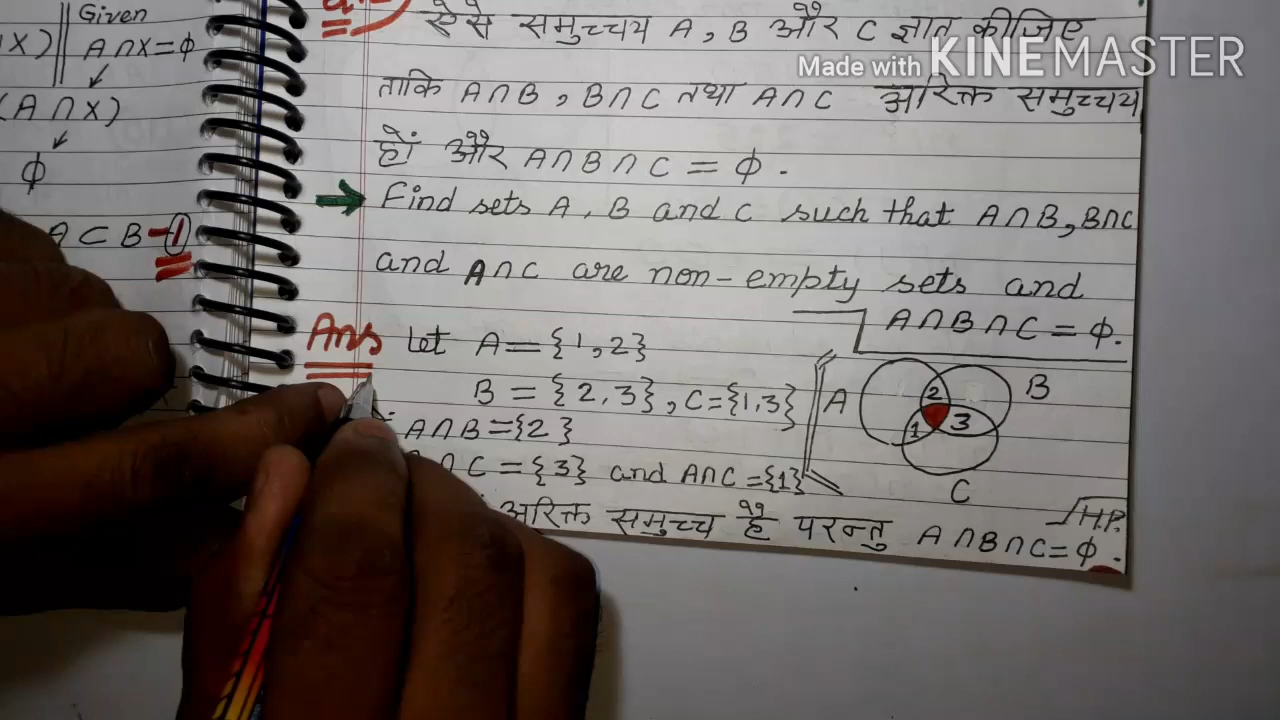 Given
∩X) A∩X=ϕ
(A∩X)
ϕ
A⊂B-1
ऐसे समुच्चय A, B और C ज्ञात कीजिए
Made with KINEMASTER
ताकि A∩B, B∩C तथा A∩C अरिक्त समुच्चय
हों और A∩B∩C = ϕ.
→ Find sets A, B and C such that A∩B, B∩C
and A∩C are non-empty sets and
A∩B∩C = ϕ.
Ans Let A={1,2}
B = {2,3}, C={1,3}
A∩B={2}
∩C = {3} and A∩C={1}
अरिक्त समुच्च है परन्तु A∩B∩C=ϕ.
A B
2
1 3
C
H.P.